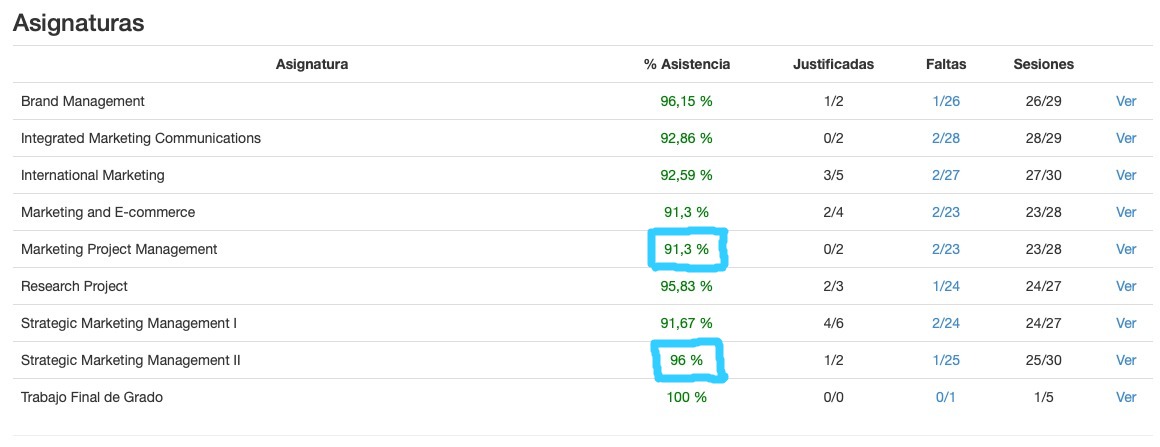 Asignaturas
Asignatura % Asistencia Justificadas Faltas Sesiones
Brand Management 96,15 % 1/2 1/26 26/29 Ver
Integrated Marketing Communications 92,86 % 0/2 2/28 28/29 Ver
International Marketing 92,59 % 3/5 2/27 27/30 Ver
Marketing and E-commerce 91,3 % 2/4 2/23 23/28 Ver
Marketing Project Management 91,3 % 0/2 2/23 23/28 Ver
Research Project 95,83 % 2/3 1/24 24/27 Ver
Strategic Marketing Management I 91,67 % 4/6 2/24 24/27 Ver
Strategic Marketing Management II 96 % 1/2 1/25 25/30 Ver
Trabajo Final de Grado 100 % 0/0 0/1 1/5 Ver